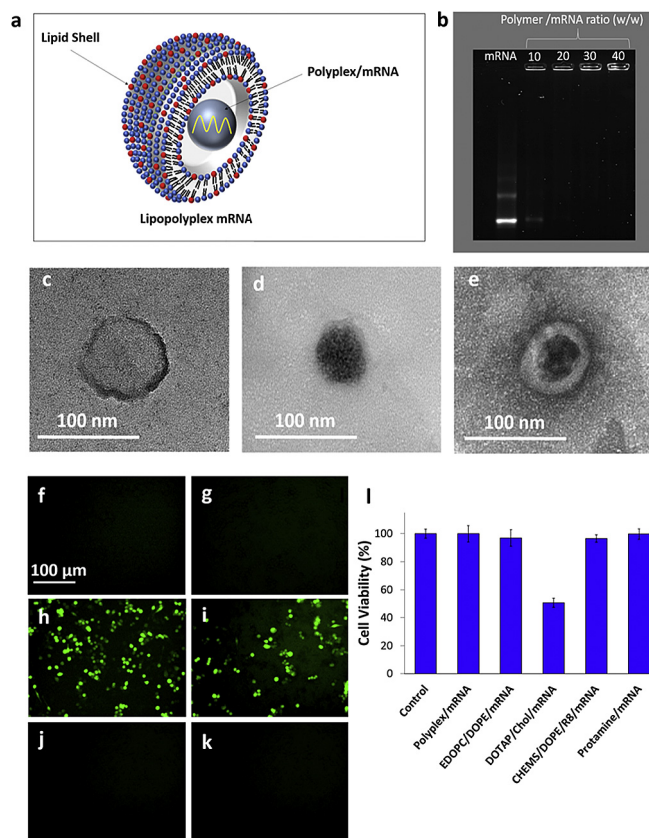 a
Lipid Shell
Polyplex/mRNA
Lipopolyplex mRNA
b
Polymer /mRNA ratio (w/w)
mRNA 10 20 30 40
c
100 nm
d
100 nm
e
100 nm
f
100 µm
g
h
i
j
k
l
Cell Viability (%)
120
100
80
60
40
20
0
Control
Polyplex/mRNA
EDOPC/DOPE/mRNA
DOTAP/Chol/mRNA
CHEMS/DOPE/R8/mRNA
Protamine/mRNA